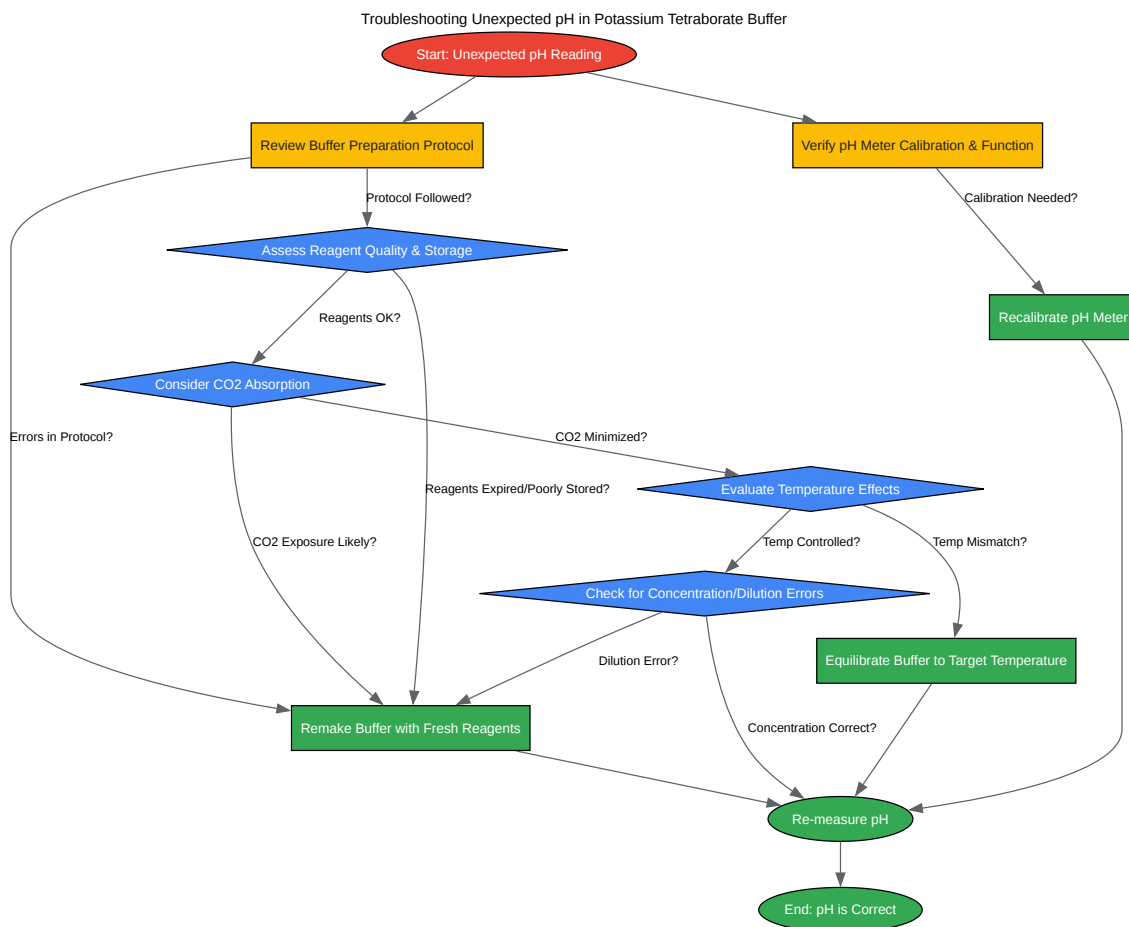 Troubleshooting Unexpected pH in Potassium Tetraborate Buffer
Start: Unexpected pH Reading
Review Buffer Preparation Protocol
Verify pH Meter Calibration & Function
Protocol Followed?
Calibration Needed?
Assess Reagent Quality & Storage
Reagents OK?
Recalibrate pH Meter
Consider CO2 Absorption
Errors in Protocol?
CO2 Minimized?
Reagents Expired/Poorly Stored?
Evaluate Temperature Effects
CO2 Exposure Likely?
Temp Controlled?
Temp Mismatch?
Check for Concentration/Dilution Errors
Dilution Error?
Equilibrate Buffer to Target Temperature
Remake Buffer with Fresh Reagents
Concentration Correct?
Re-measure pH
End: pH is Correct